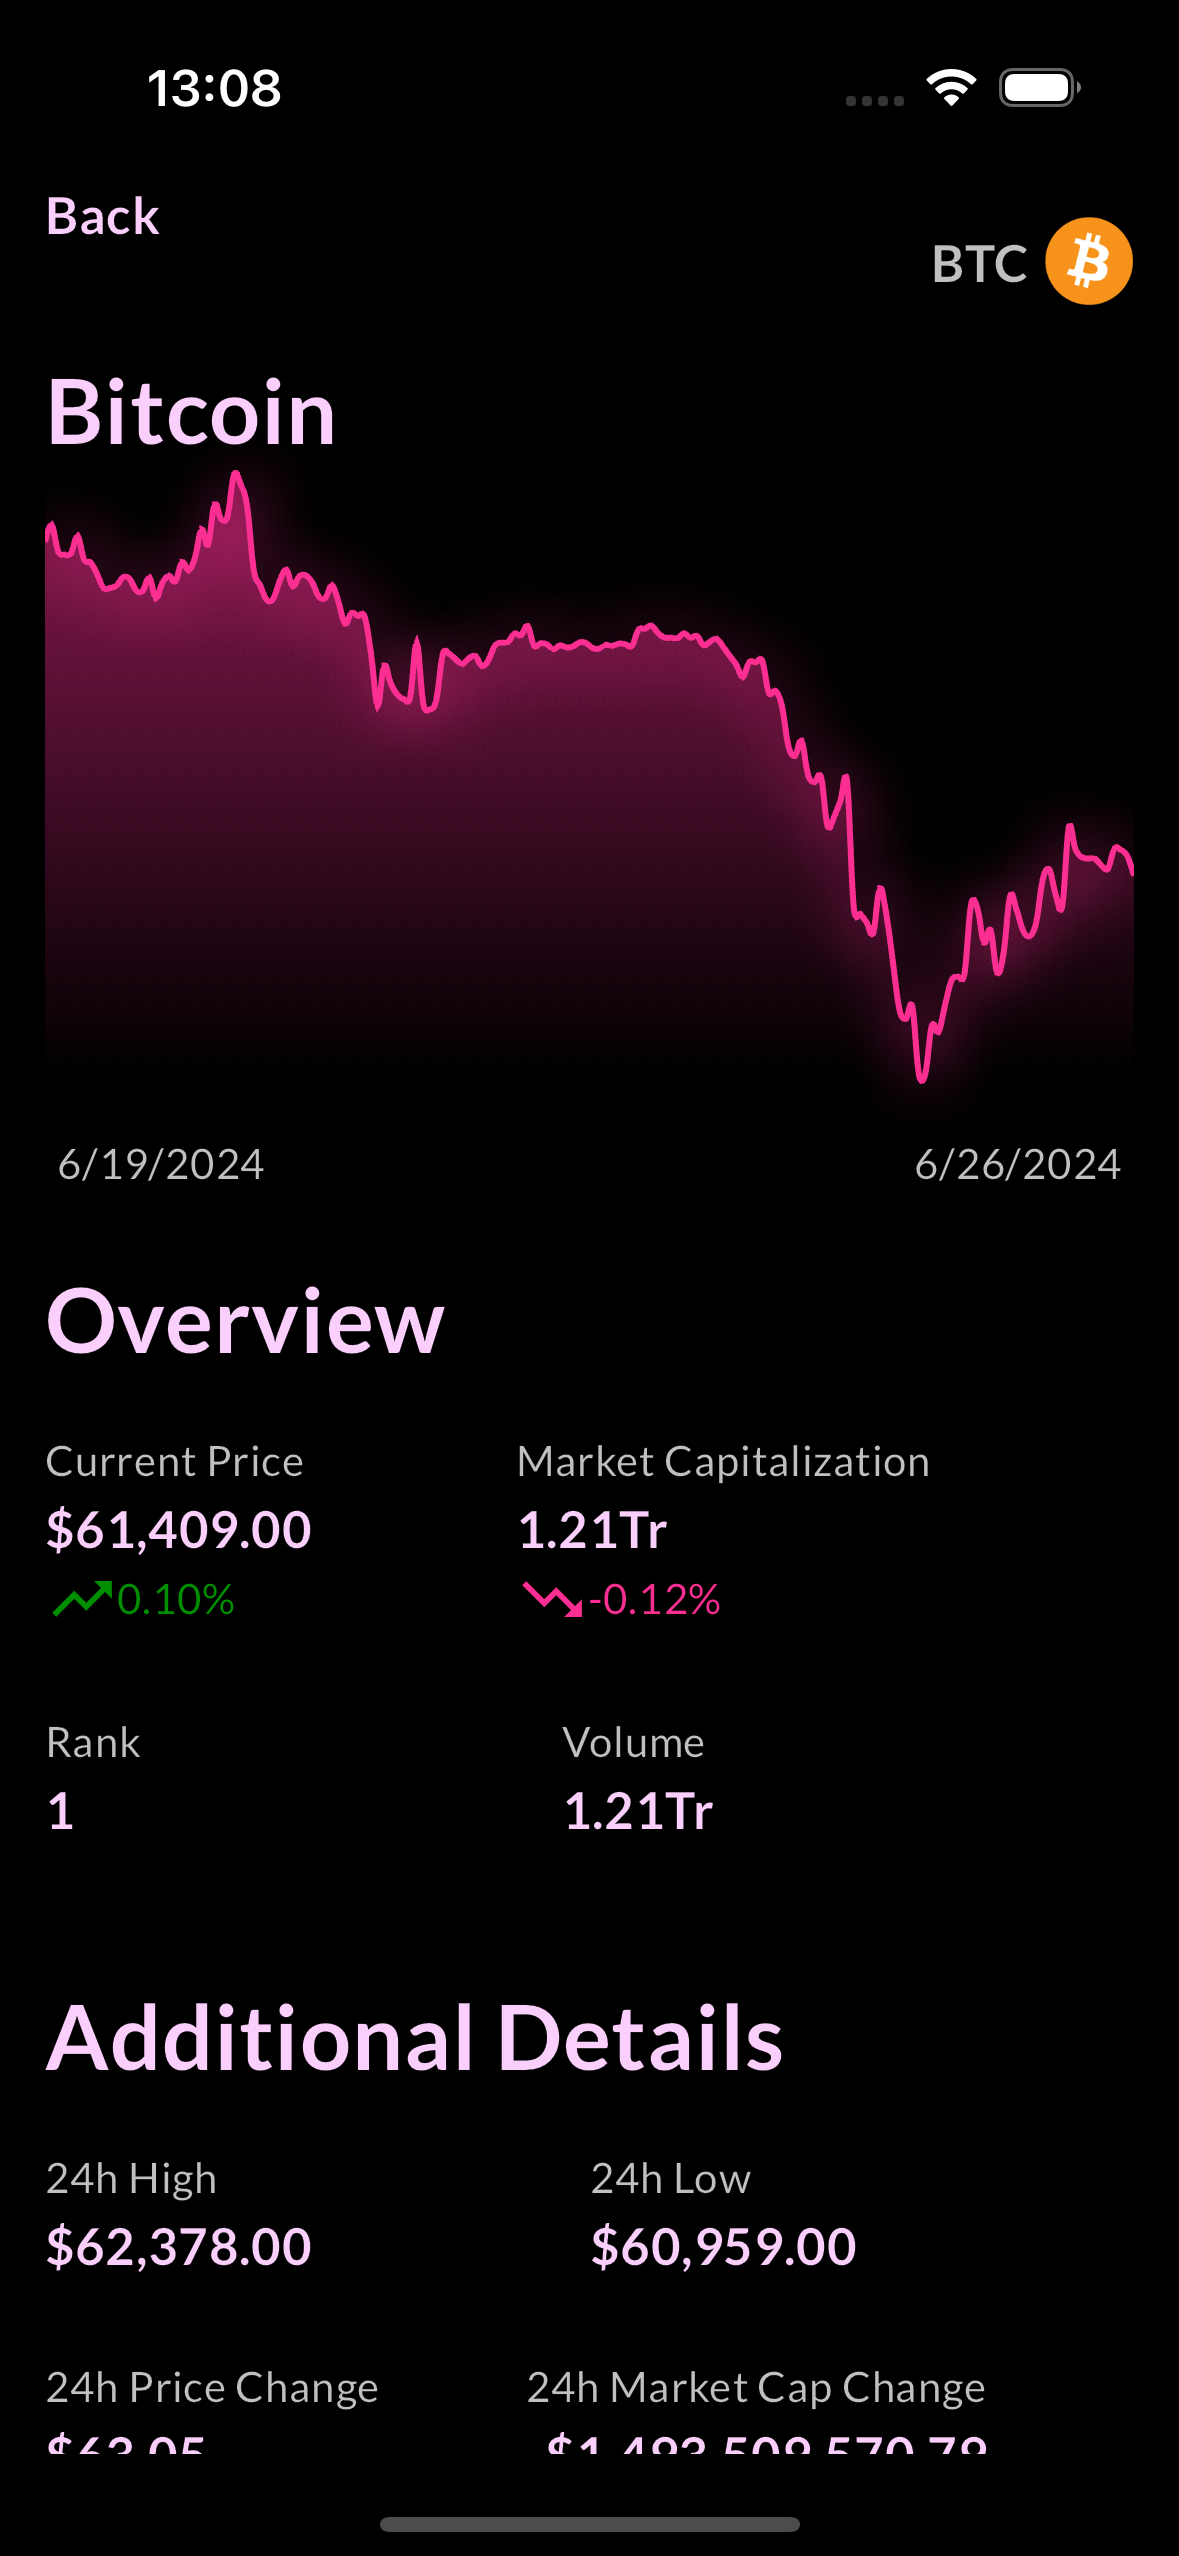 13:08
Back
BTC
Bitcoin
6/19/2024 6/26/2024
Overview
Current Price Market Capitalization
$61,409.00 1.21Tr
0.10% -0.12%
Rank Volume
1 1.21Tr
Additional Details
24h High 24h Low
$62,378.00 $60,959.00
24h Price Change 24h Market Cap Change